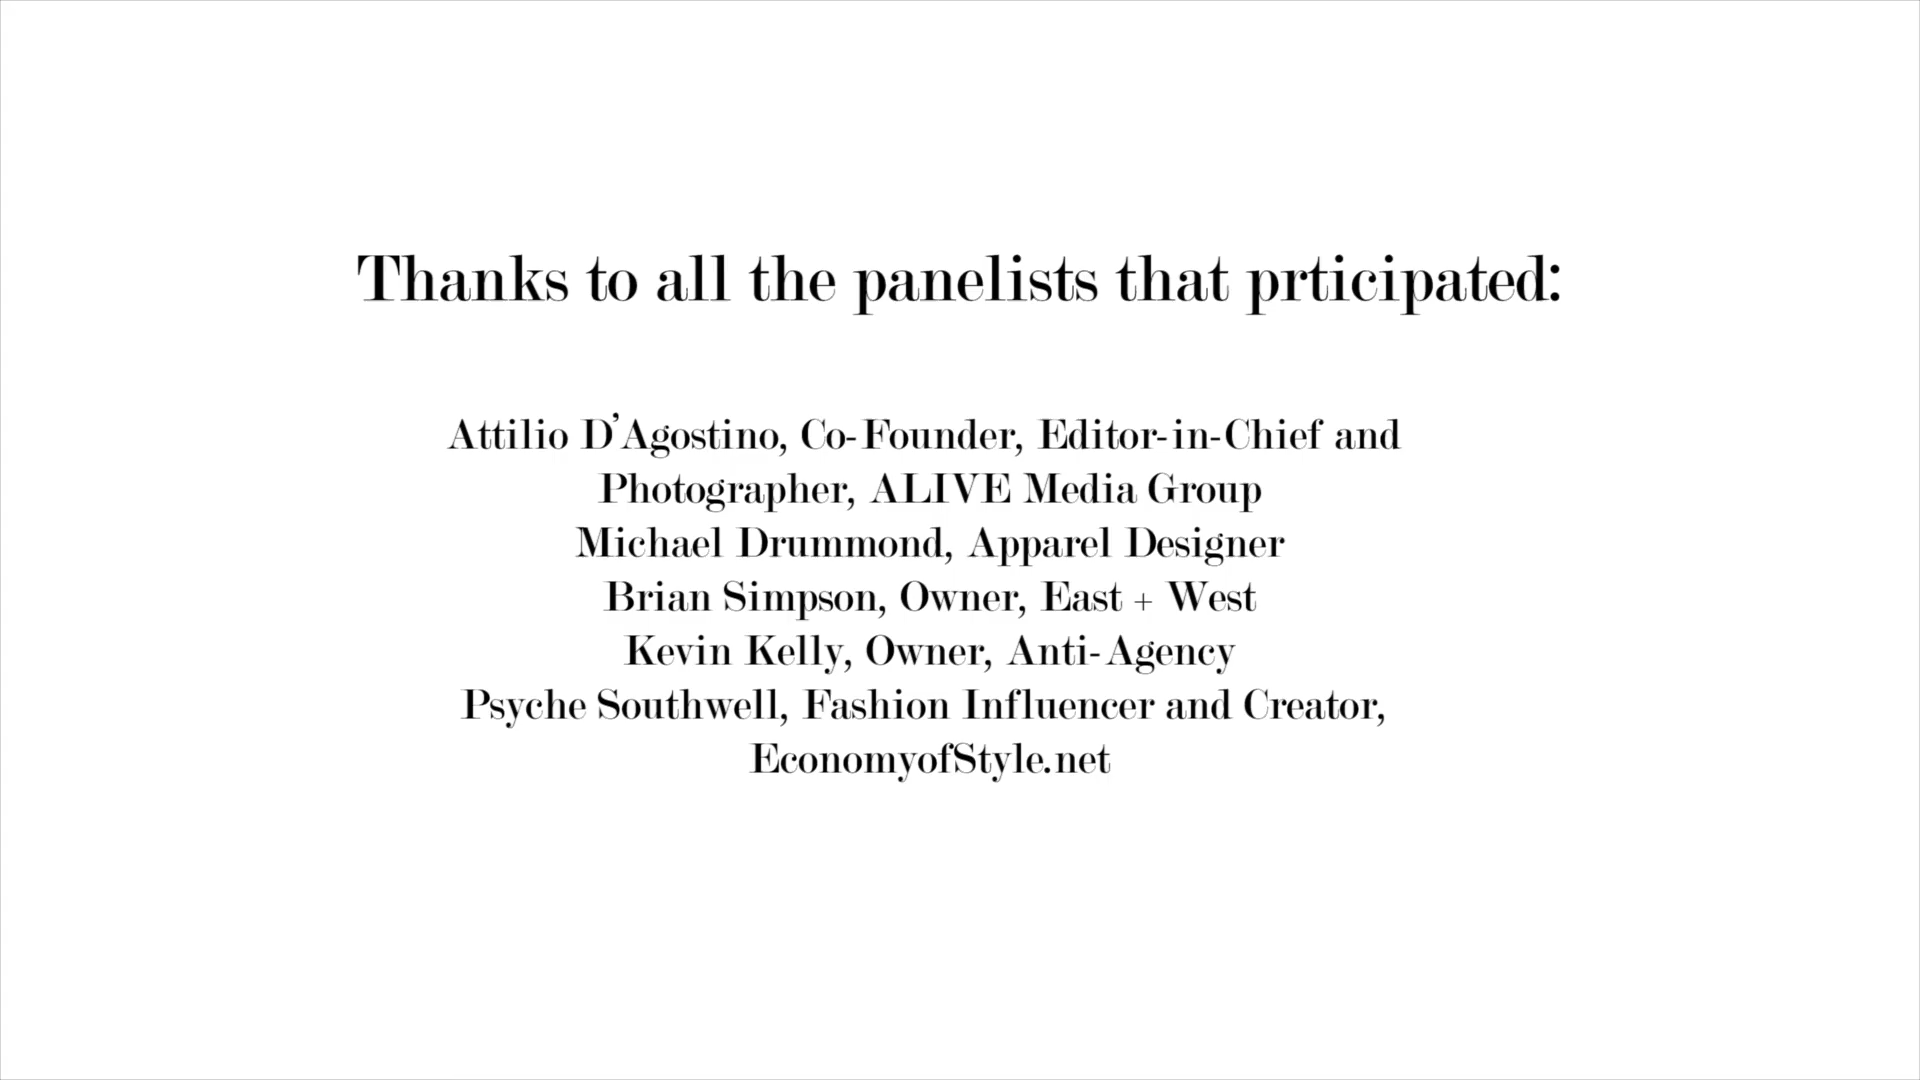 Thanks to all the panelists that prticipated:
Attilio D’Agostino, Co-Founder, Editor-in-Chief and
Photographer, ALIVE Media Group
Michael Drummond, Apparel Designer
Brian Simpson, Owner, East + West
Kevin Kelly, Owner, Anti-Agency
Psyche Southwell, Fashion Influencer and Creator,
EconomyofStyle.net